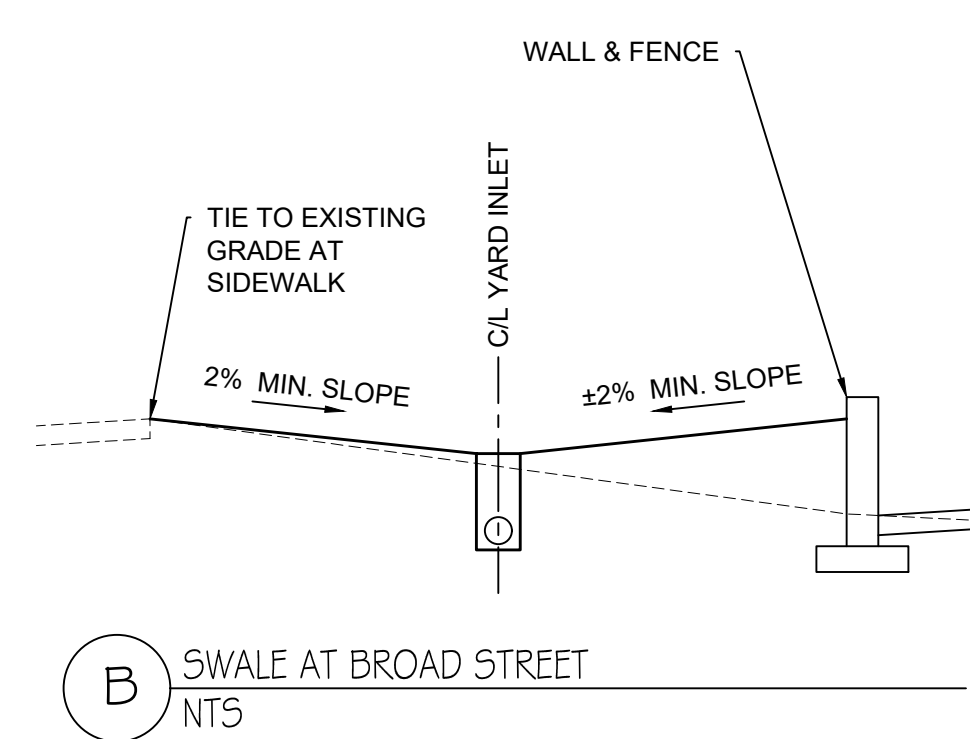 WALL & FENCE
C/L YARD INLET
TIE TO EXISTING
GRADE AT
SIDEWALK
2% MIN. SLOPE
±2% MIN. SLOPE
B
SWALE AT BROAD STREET
NTS